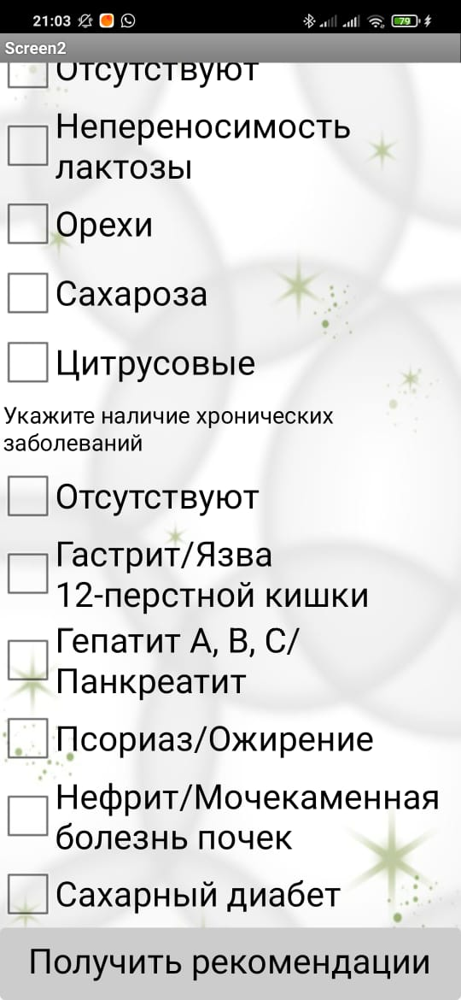 21:03
79
Screen2
Отсутствуют
Непереносимость
лактозы
Орехи
Сахароза
Цитрусовые
Укажите наличие хронических
заболеваний
Отсутствуют
Гастрит/Язва
12-перстной кишки
Гепатит А, В, С/
Панкреатит
Псориаз/Ожирение
Нефрит/Мочекаменная
болезнь почек
Сахарный диабет
Получить рекомендации